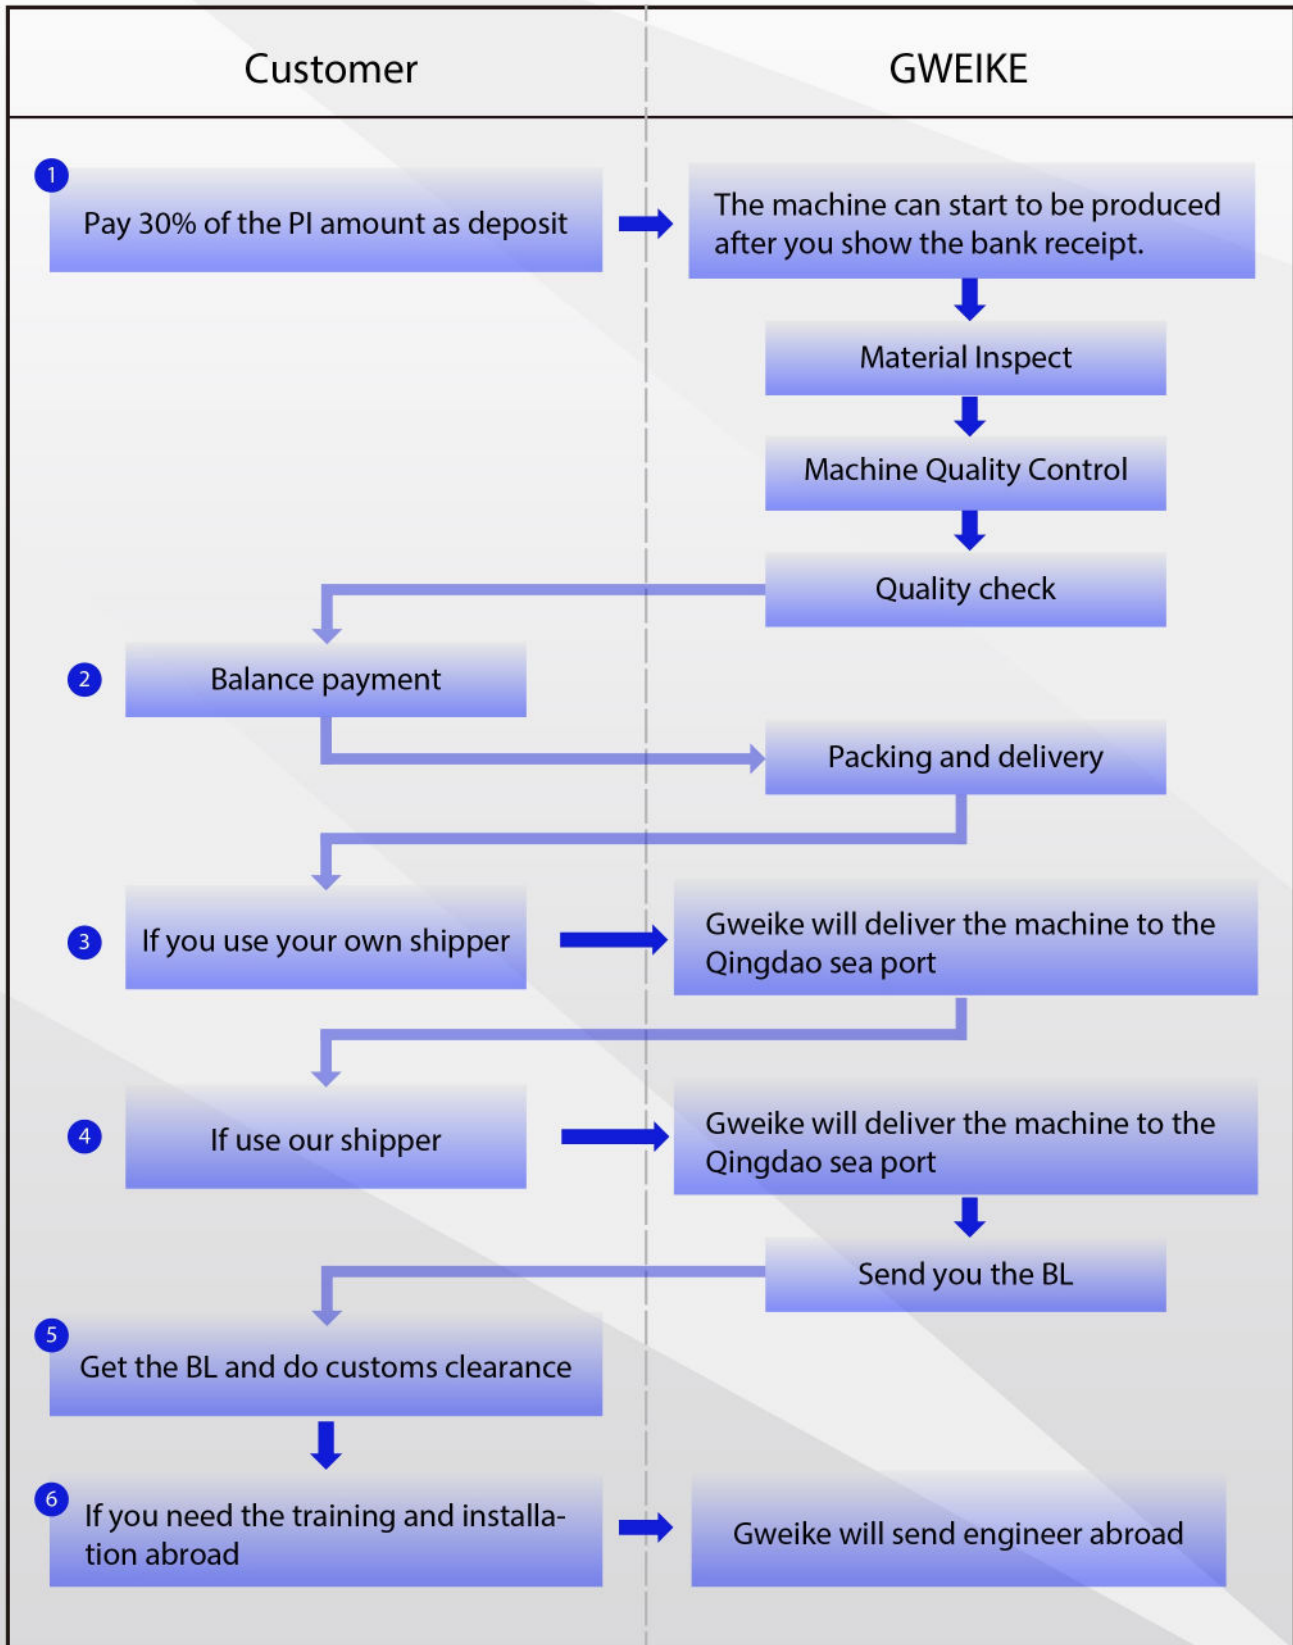 Customer
GWEIKE
1
Pay 30% of the PI amount as deposit
The machine can start to be produced
after you show the bank receipt.
Material Inspect
Machine Quality Control
Quality check
2
Balance payment
Packing and delivery
3
If you use your own shipper
Gweike will deliver the machine to the
Qingdao sea port
4
If use our shipper
Gweike will deliver the machine to the
Qingdao sea port
Send you the BL
5
Get the BL and do customs clearance
6
If you need the training and installa-
tion abroad
Gweike will send engineer abroad